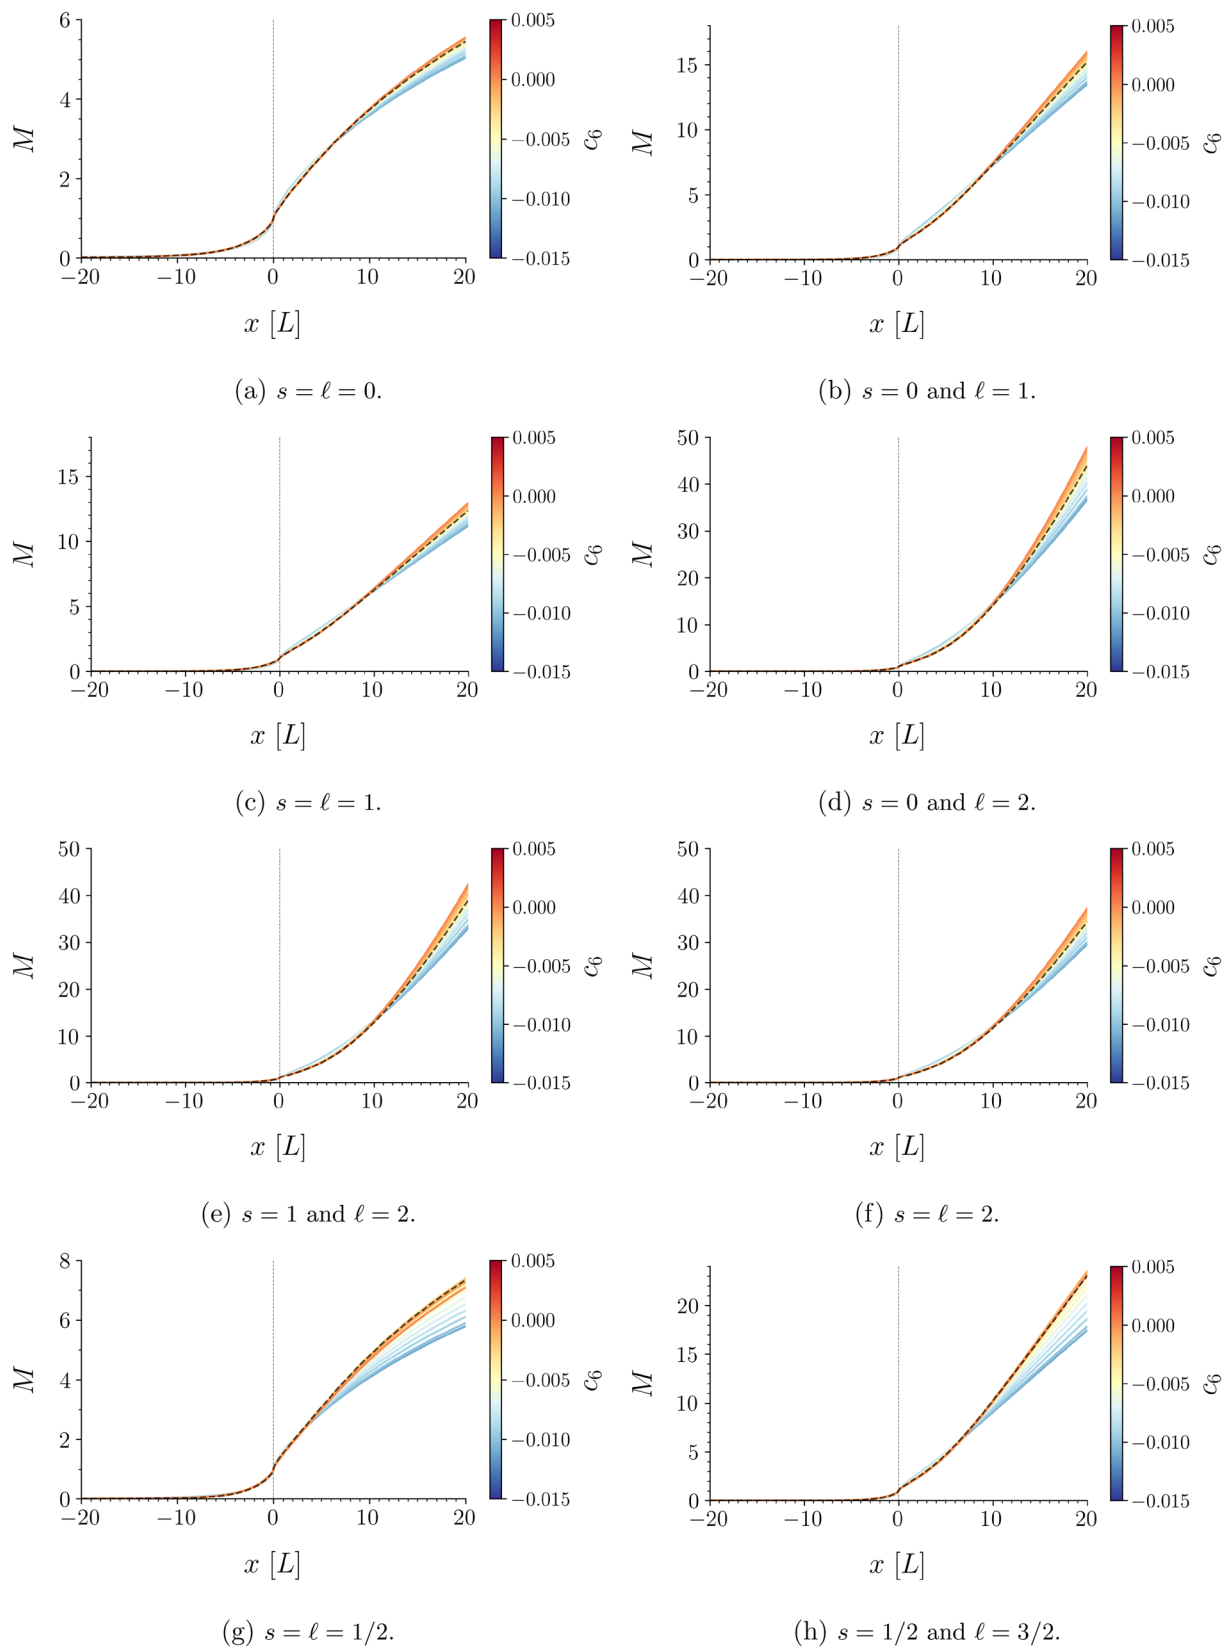 6
4
2
0
M
−20 −10 0 10 20
x [L]
0.005
0.000
−0.005
−0.010
−0.015
c6
(a) s = ℓ = 0.
15
10
5
0
M
−20 −10 0 10 20
x [L]
0.005
0.000
−0.005
−0.010
−0.015
c6
(b) s = 0 and ℓ = 1.
15
10
5
0
M
−20 −10 0 10 20
x [L]
0.005
0.000
−0.005
−0.010
−0.015
c6
(c) s = ℓ = 1.
50
40
30
20
10
0
M
−20 −10 0 10 20
x [L]
0.005
0.000
−0.005
−0.010
−0.015
c6
(d) s = 0 and ℓ = 2.
50
40
30
20
10
0
M
−20 −10 0 10 20
x [L]
0.005
0.000
−0.005
−0.010
−0.015
c6
(e) s = 1 and ℓ = 2.
50
40
30
20
10
0
M
−20 −10 0 10 20
x [L]
0.005
0.000
−0.005
−0.010
−0.015
c6
(f) s = ℓ = 2.
8
6
4
2
0
M
−20 −10 0 10 20
x [L]
0.005
0.000
−0.005
−0.010
−0.015
c6
(g) s = ℓ = 1/2.
20
15
10
5
0
M
−20 −10 0 10 20
x [L]
0.005
0.000
−0.005
−0.010
−0.015
c6
(h) s = 1/2 and ℓ = 3/2.